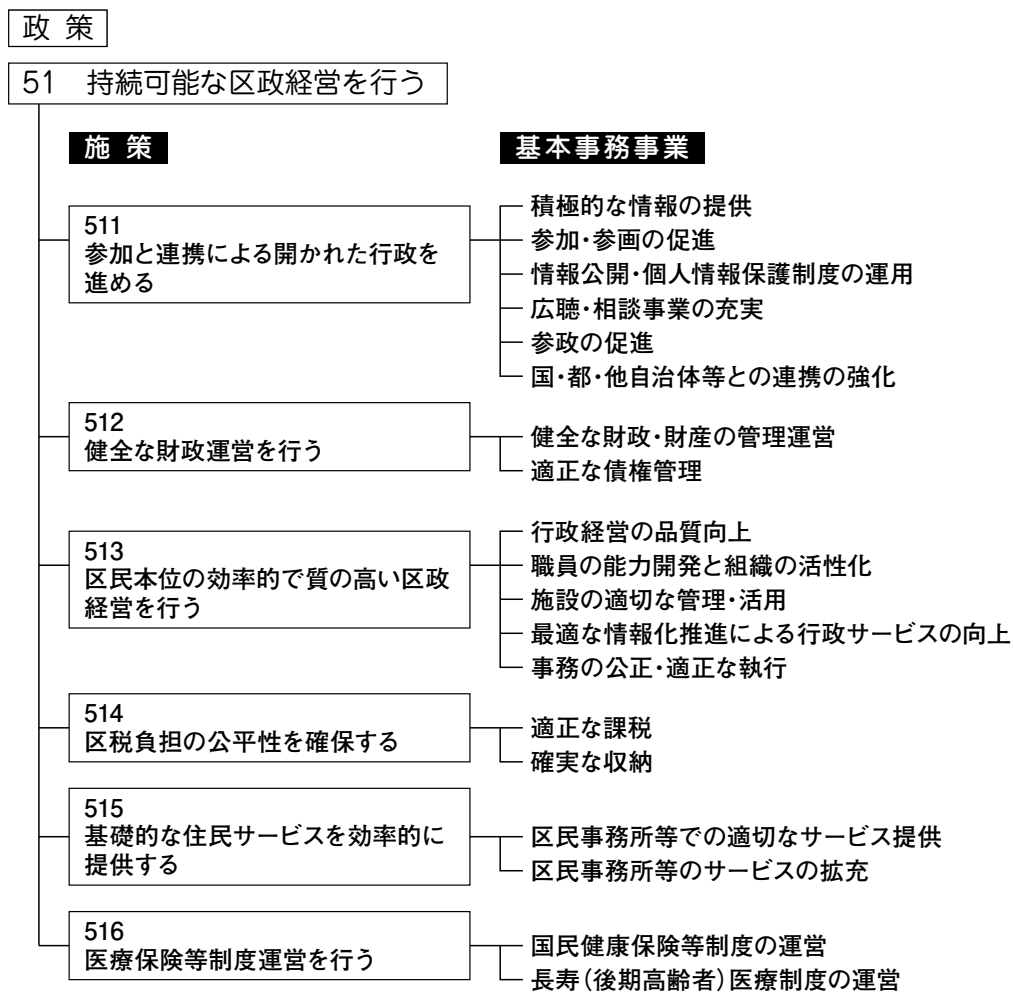 政 策
51 持続可能な区政経営を行う
施 策
基本事務事業
511
参加と連携による開かれた行政を
進める
積極的な情報の提供
参加・参画の促進
情報公開・個人情報保護制度の運用
広聴・相談事業の充実
参政の促進
国・都・他自治体等との連携の強化
512
健全な財政運営を行う
健全な財政・財産の管理運営
適正な債権管理
513
区民本位の効率的で質の高い区政
経営を行う
行政経営の品質向上
職員の能力開発と組織の活性化
施設の適切な管理・活用
最適な情報化推進による行政サービスの向上
事務の公正・適正な執行
514
区税負担の公平性を確保する
適正な課税
確実な収納
515
基礎的な住民サービスを効率的に
提供する
区民事務所等での適切なサービス提供
区民事務所等のサービスの拡充
516
医療保険等制度運営を行う
国民健康保険等制度の運営
長寿(後期高齢者)医療制度の運営